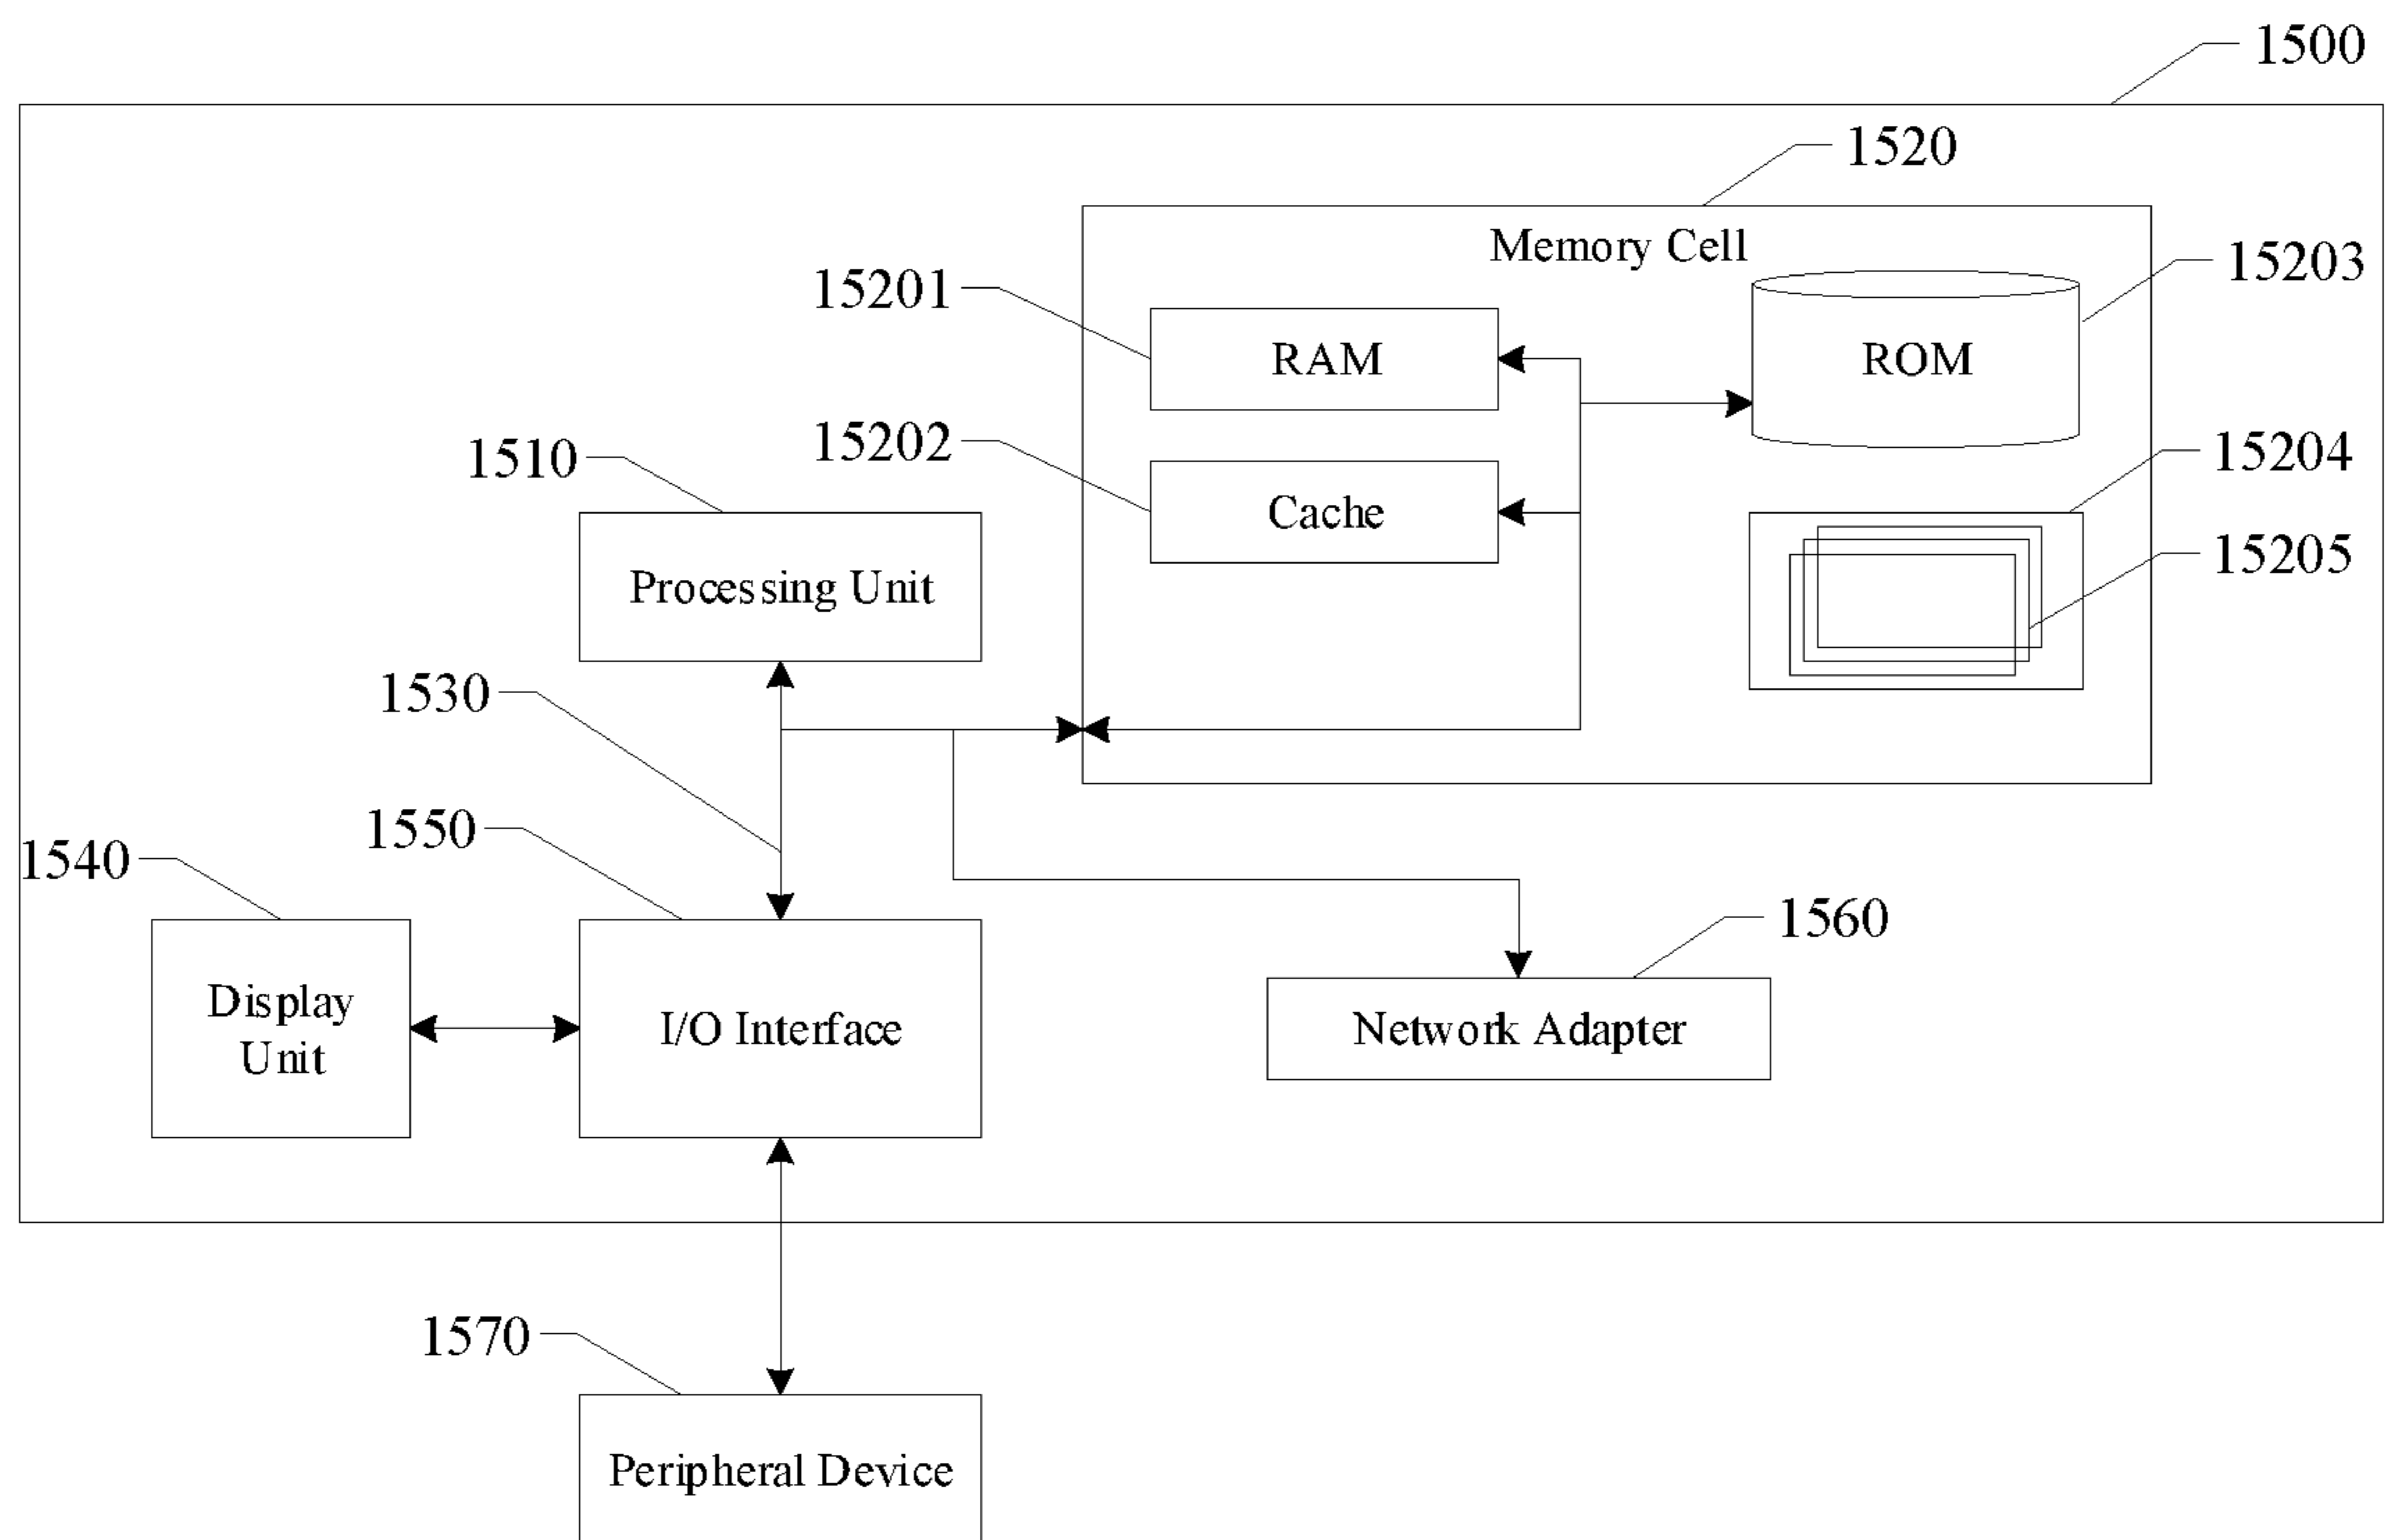 1500
1520
Memory Cell
15203
15201
RAM
ROM
15202
15204
1510
Cache
15205
Processing Unit
1530
1550
1540
1560
Display
Unit
I/O Interface
Network Adapter
1570
Peripheral Device